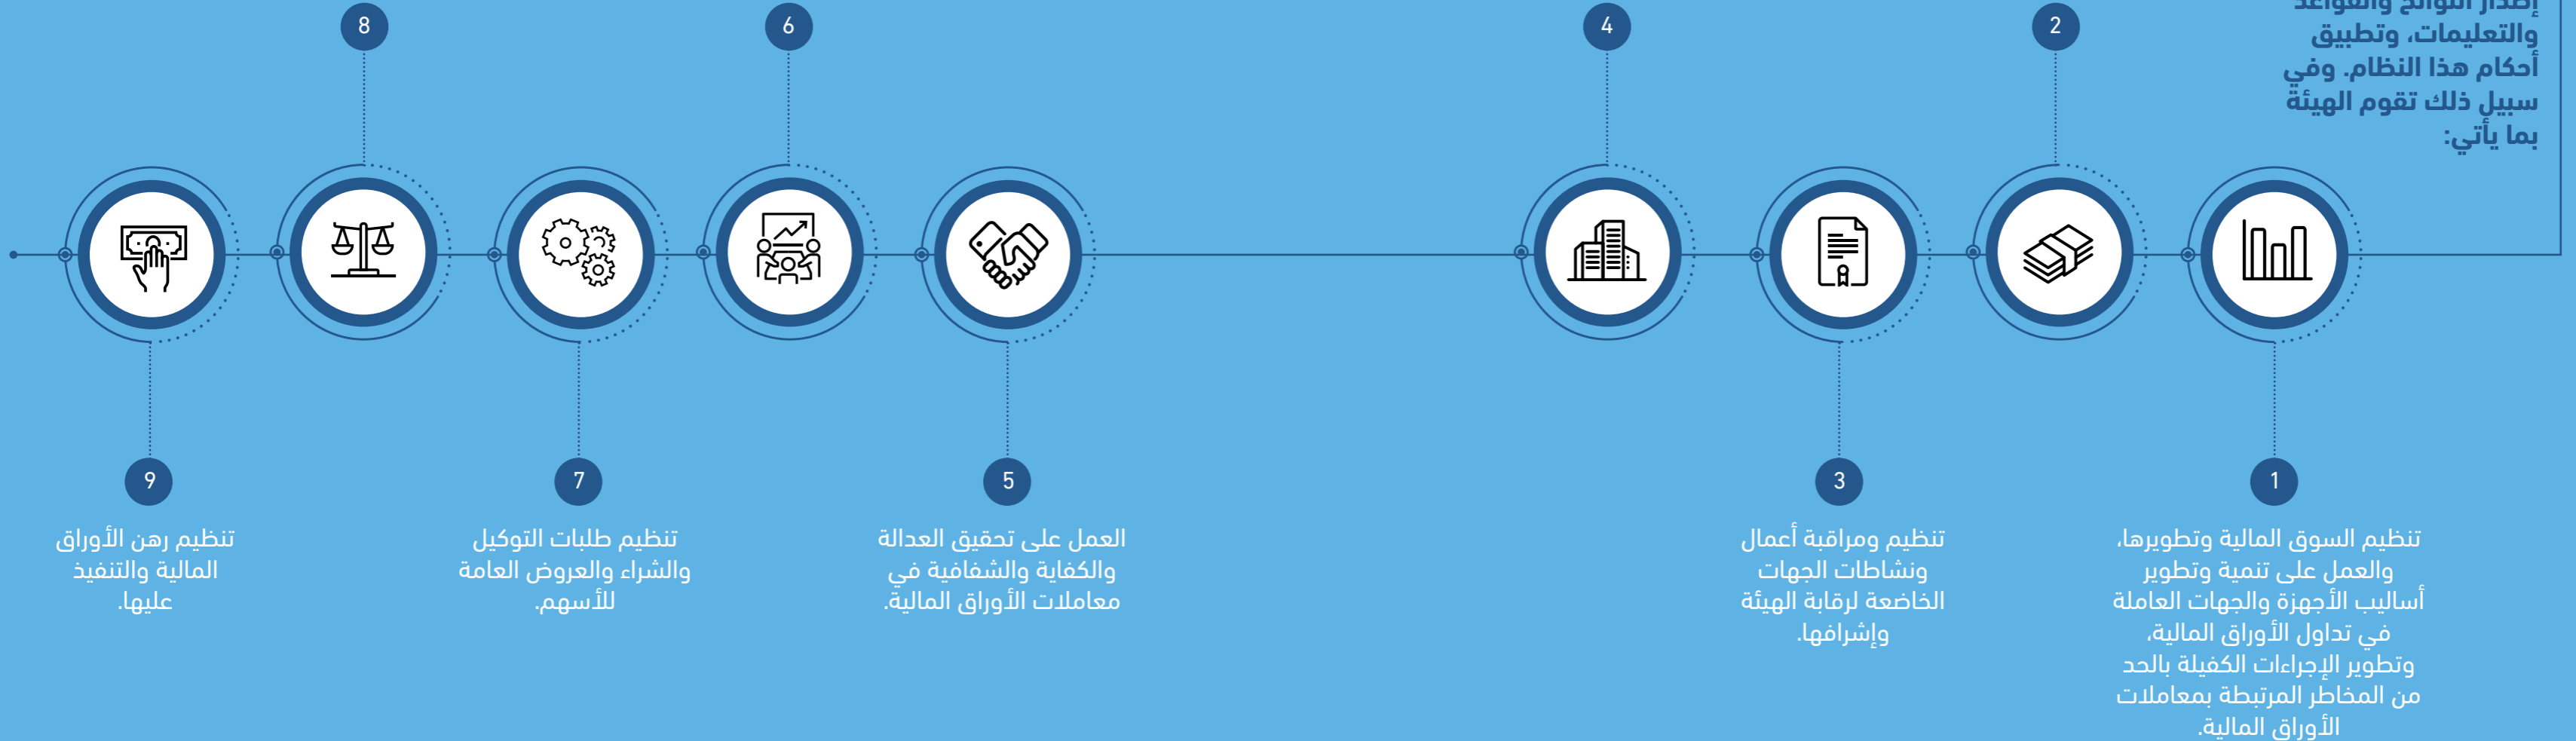 إصدار اللوائح والقواعد
والتعليمات، وتطبيق
أحكام هذا النظام. وفي
سبيل ذلك تقوم الهيئة
بما يأتي:
8
6
4
2
1
تنظيم السوق المالية وتطويرها،
والعمل على تنمية وتطوير
أساليب الأجهزة والجهات العاملة
في تداول الأوراق المالية،
وتطوير الإجراءات الكفيلة بالحد
من المخاطر المرتبطة بمعاملات
الأوراق المالية.
3
تنظيم ومراقبة أعمال
ونشاطات الجهات
الخاضعة لرقابة الهيئة
وإشرافها.
5
العمل على تحقيق العدالة
والكفاية والشفافية في
معاملات الأوراق المالية.
7
تنظيم طلبات التوكيل
والشراء والعروض العامة
للأسهم.
9
تنظيم رهن الأوراق
المالية والتنفيذ
عليها.